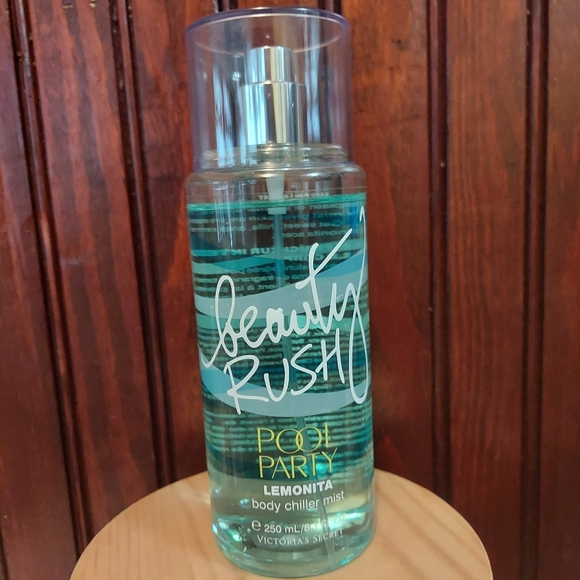 beauty
RUSH
POOL
PARTY
LEMONITA
body chiller mist
℮ 250 mL/8.
VICTORIA'S SECRET